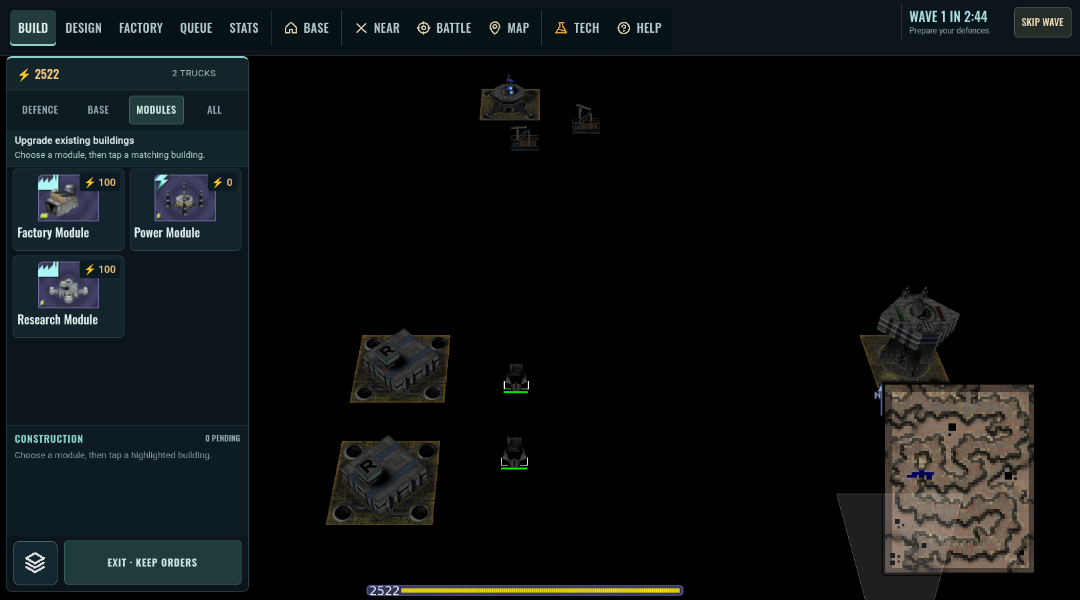 BUILD DESIGN FACTORY QUEUE STATS BASE NEAR BATTLE MAP TECH HELP
WAVE 1 IN 2:44
Prepare your defences
SKIP WAVE
2522
2 TRUCKS
DEFENCE BASE MODULES ALL
Upgrade existing buildings
Choose a module, then tap a matching building.
100
Factory Module
0
Power Module
100
Research Module
R
R
N
CONSTRUCTION
0 PENDING
Choose a module, then tap a highlighted building.
EXIT - KEEP ORDERS
2522